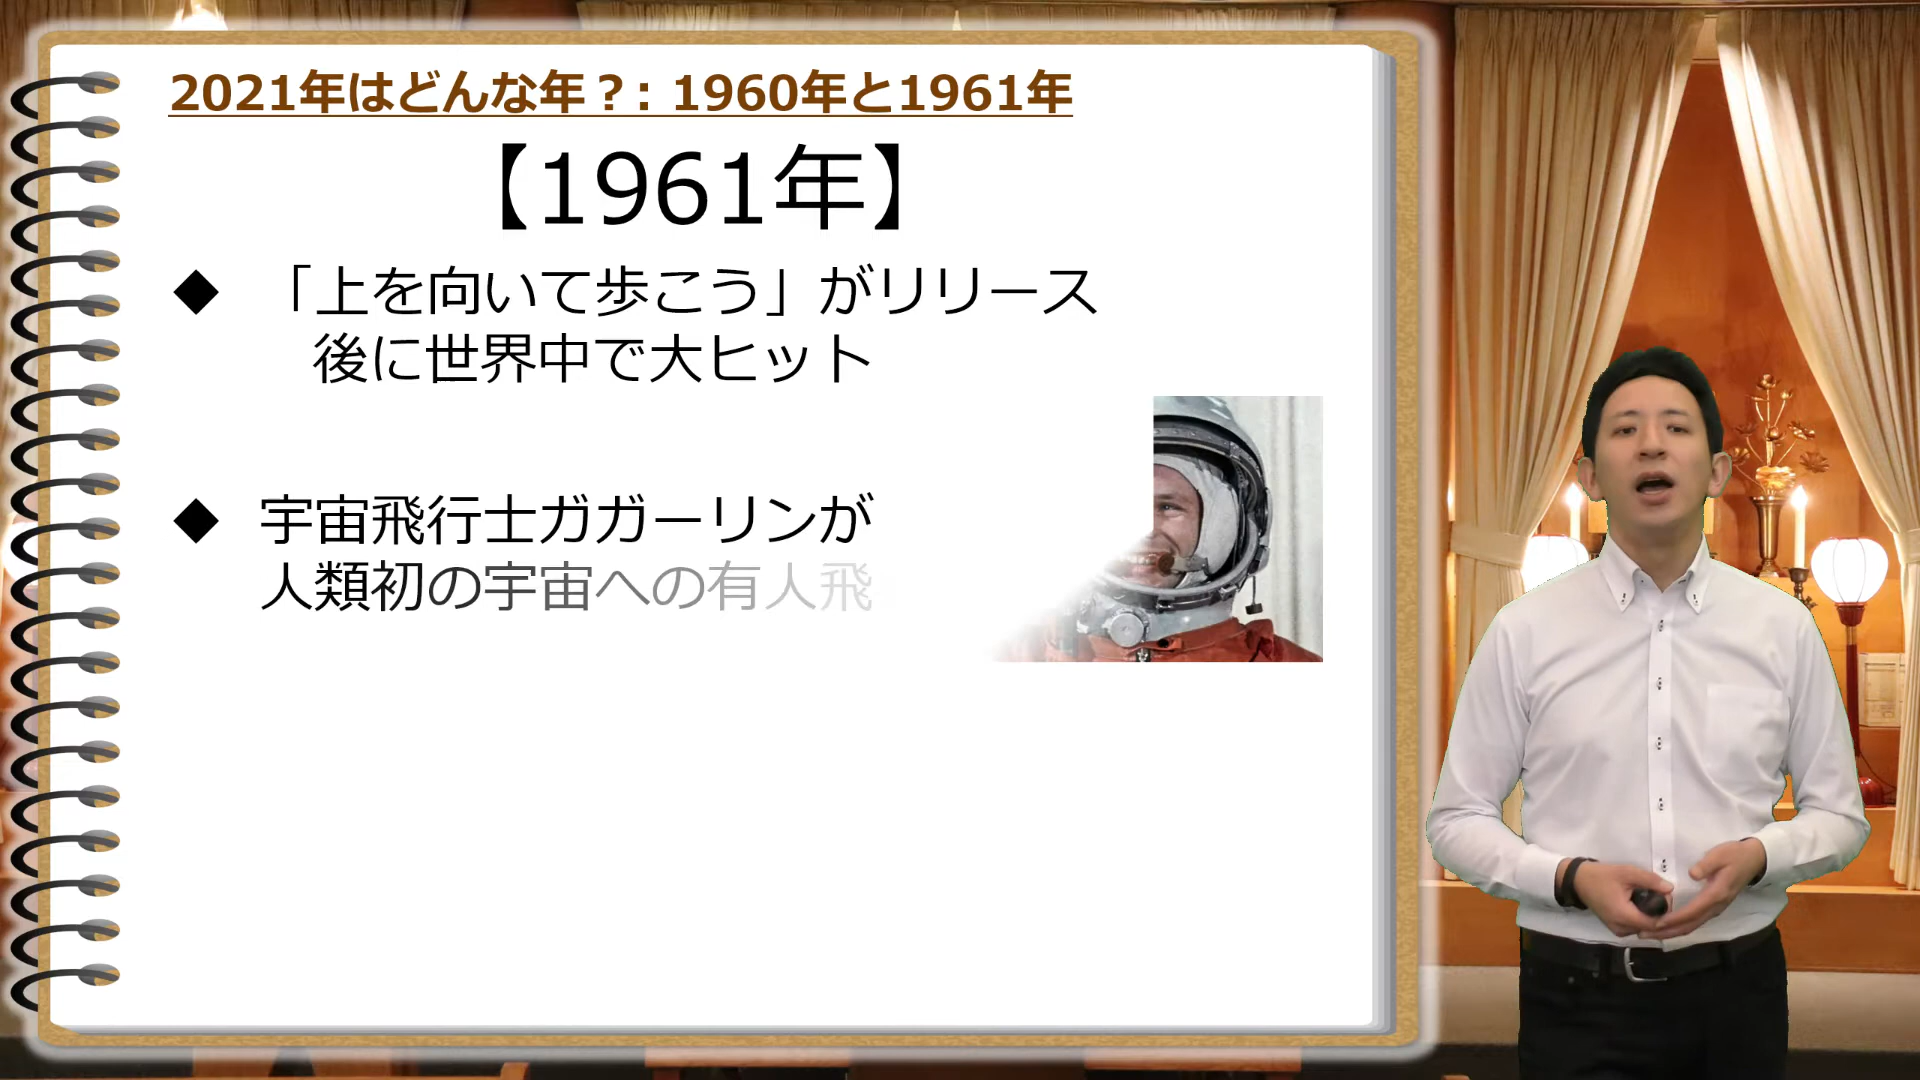 2021年はどんな年？: 1960年と1961年
【1961年】
◆ 「上を向いて歩こう」がリリース
後に世界中で大ヒット
◆ 宇宙飛行士ガガーリンが
人類初の宇宙への有人飛